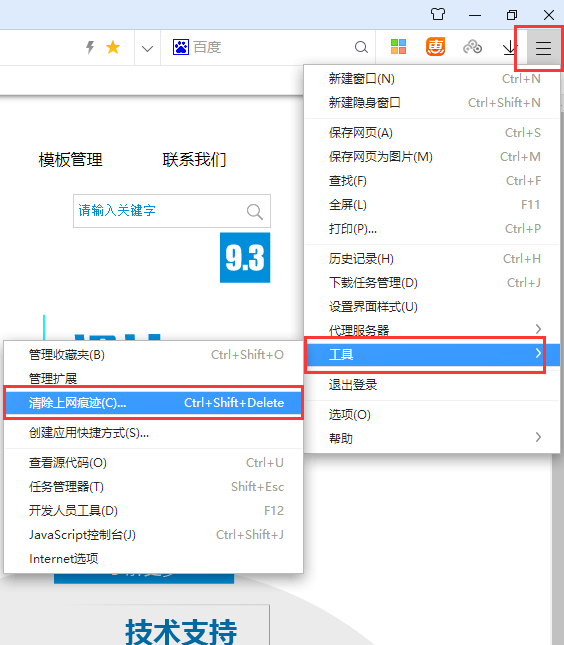 百度
惠
新建窗口(N) Ctrl+N
新建隐身窗口 Ctrl+Shift+N
保存网页(A) Ctrl+S
保存网页为图片(M) Ctrl+M
查找(F) Ctrl+F
全屏(L) F11
打印(P)... Ctrl+P
历史记录(H) Ctrl+H
下载任务管理(D) Ctrl+J
设置界面样式(U)
代理服务器
工具
退出登录
选项(O)
帮助
模板管理 联系我们
请输入关键字
9.3
管理收藏夹(B) Ctrl+Shift+O
管理扩展
清除上网痕迹(C)... Ctrl+Shift+Delete
创建应用快捷方式(S)...
查看源代码(O) Ctrl+U
任务管理器(T) Shift+Esc
开发人员工具(D) F12
JavaScript控制台(J) Ctrl+Shift+J
Internet选项
技术支持